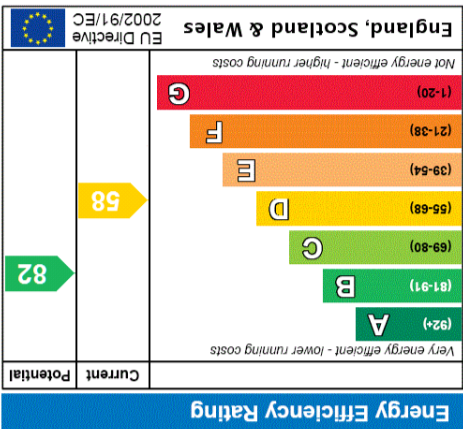 Energy Efficiency Rating
Current Potential
Very energy efficient - lower running costs
(92+) A
(81-91) B
(69-80) C
(55-68) D
(39-54) E
(21-38) F
(1-20) G
58
82
Not energy efficient - higher running costs
England, Scotland & Wales
EU Directive
2002/91/EC